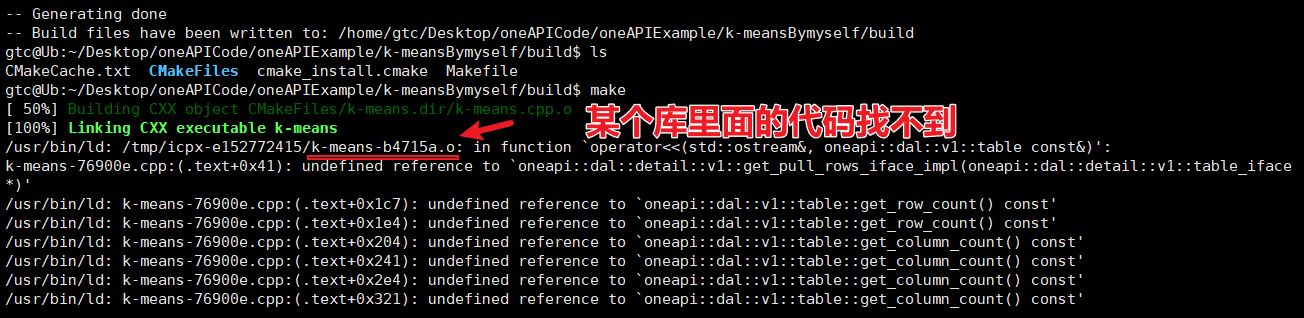 -- Generating done
-- Build files have been written to: /home/gtc/Desktop/oneAPICode/oneAPIExample/k-meansBymyself/build
gtc@Ub:~/Desktop/oneAPICode/oneAPIExample/k-meansBymyself/build$ ls
CMakeCache.txt  CMakeFiles  cmake_install.cmake  Makefile
gtc@Ub:~/Desktop/oneAPICode/oneAPIExample/k-meansBymyself/build$ make
[ 50%] Building CXX object CMakeFiles/k-means.dir/k-means.cpp.o
某个库里面的代码找不到
[100%] Linking CXX executable k-means
/usr/bin/ld: /tmp/icpx-e152772415/k-means-b4715a.o: in function `operator<<(std::ostream&, oneapi::dal::v1::table const&)':
k-means-76900e.cpp:(.text+0x41): undefined reference to `oneapi::dal::detail::v1::get_pull_rows_iface_impl(oneapi::dal::detail::v1::table_iface
*)'
/usr/bin/ld: k-means-76900e.cpp:(.text+0x1c7): undefined reference to `oneapi::dal::v1::table::get_row_count() const'
/usr/bin/ld: k-means-76900e.cpp:(.text+0x1e4): undefined reference to `oneapi::dal::v1::table::get_row_count() const'
/usr/bin/ld: k-means-76900e.cpp:(.text+0x204): undefined reference to `oneapi::dal::v1::table::get_column_count() const'
/usr/bin/ld: k-means-76900e.cpp:(.text+0x241): undefined reference to `oneapi::dal::v1::table::get_column_count() const'
/usr/bin/ld: k-means-76900e.cpp:(.text+0x2e4): undefined reference to `oneapi::dal::v1::table::get_column_count() const'
/usr/bin/ld: k-means-76900e.cpp:(.text+0x321): undefined reference to `oneapi::dal::v1::table::get_column_count() const'